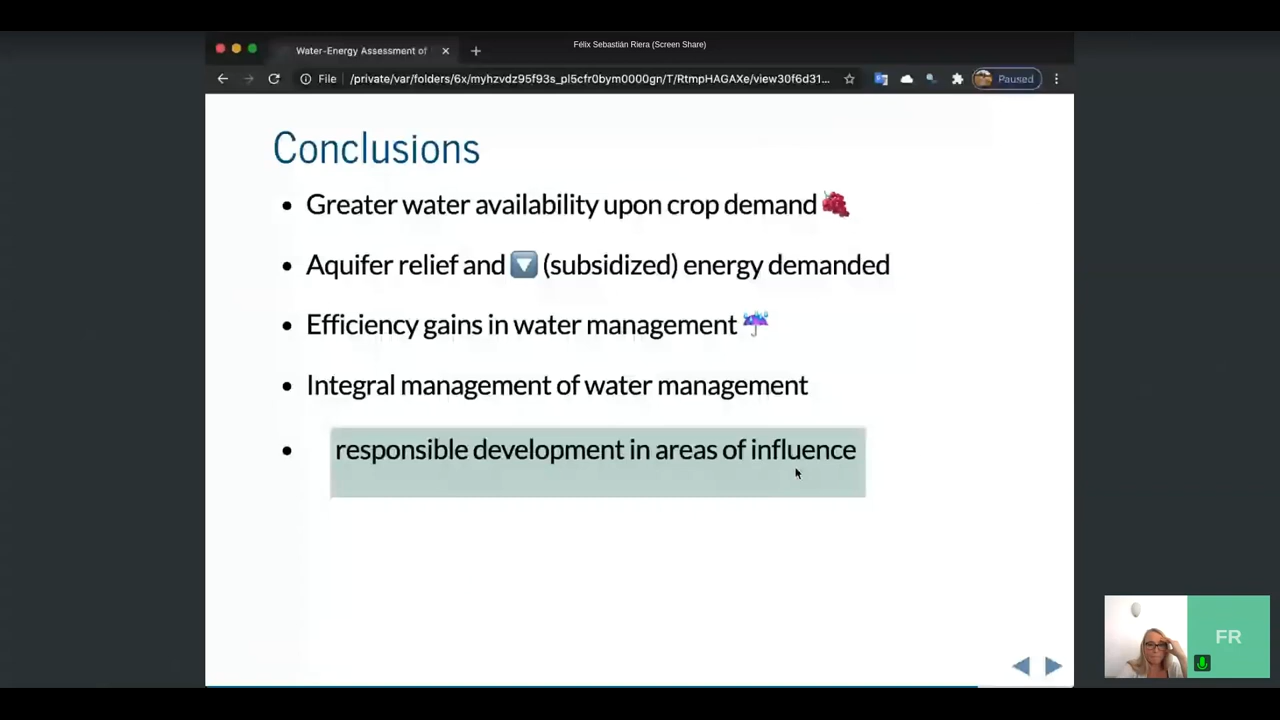 Félix Sebastián Riera (Screen Share)
Water-Energy Assessment of
File
/private/var/folders/6x/myhzvdz95f93s_pl5cfr0bym0000gn/T/RtmpHAGAXe/view30f6d31...
Paused
Conclusions
Greater water availability upon crop demand
Aquifer relief and (subsidized) energy demanded
Efficiency gains in water management
Integral management of water management
responsible development in areas of influence
FR